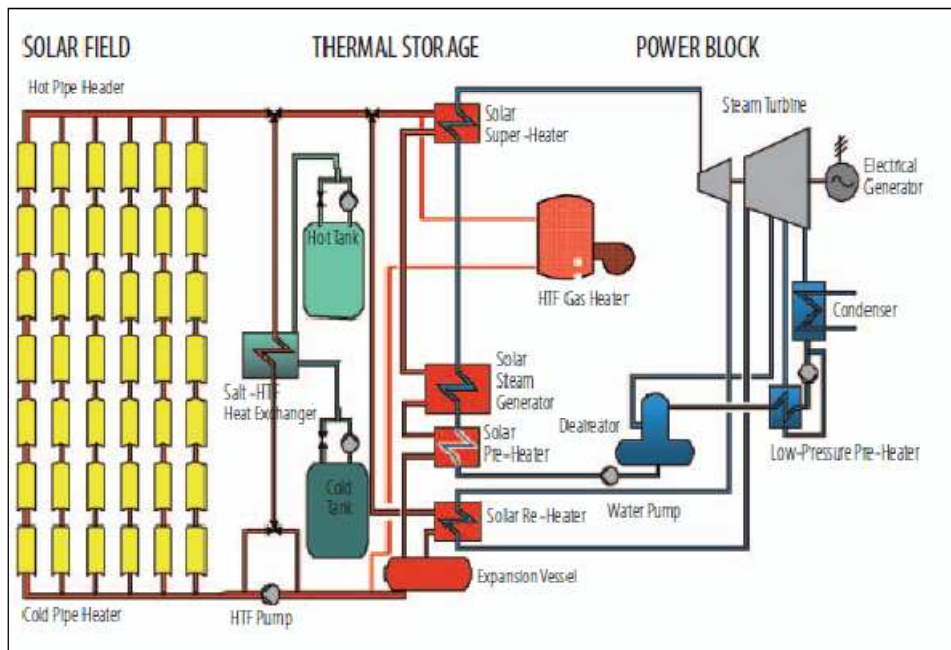 SOLAR FIELD
THERMAL STORAGE
POWER BLOCK
Hot Pipe Header
Solar
Super-Heater
Steam Turbine
Electrical
Generator
Hot Tank
HTF Gas Heater
Condenser
Salt-HTF
Heat Exchanger
Solar
Steam
Generator
Dealreator
Solar
Pre-Heater
Low-Pressure Pre-Heater
Cold
Tank
Solar Re-Heater
Water Pump
Expansion Vessel
Cold Pipe Heater
HTF Pump